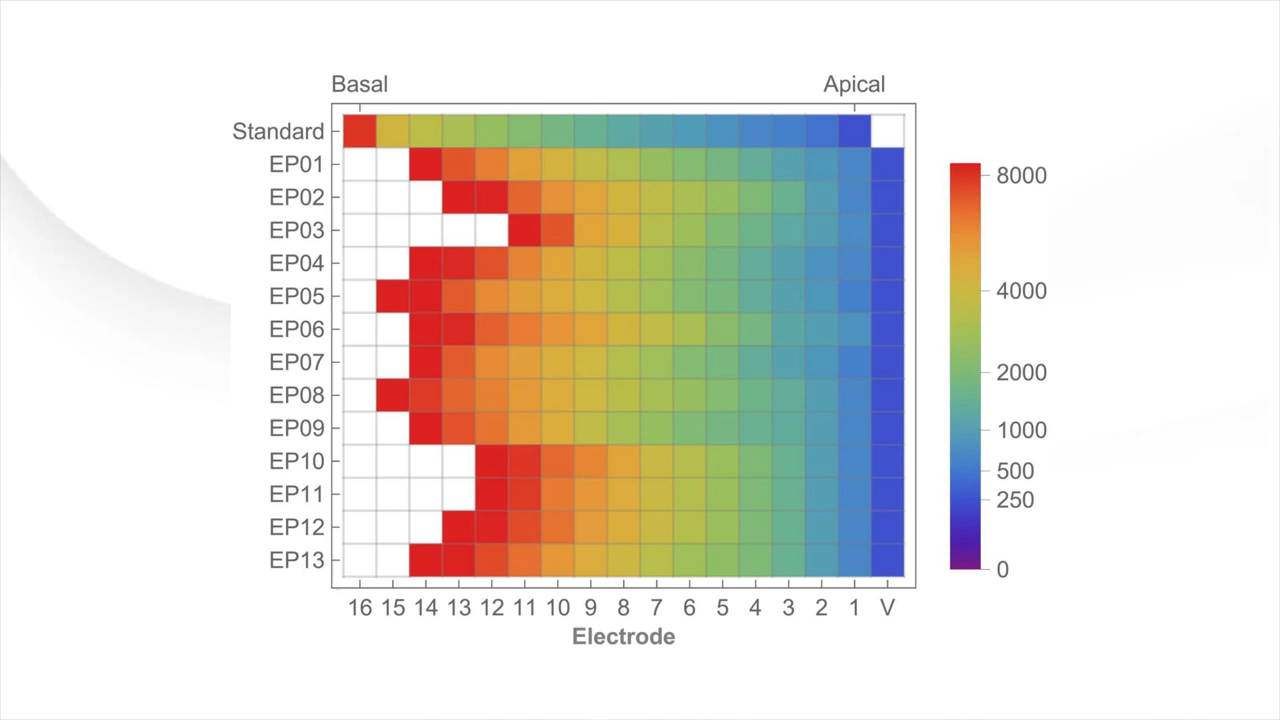 Basal Apical
Standard
EP01
EP02
EP03
EP04
EP05
EP06
EP07
EP08
EP09
EP10
EP11
EP12
EP13
16 15 14 13 12 11 10 9 8 7 6 5 4 3 2 1 V
Electrode
8000
4000
2000
1000
500
250
0